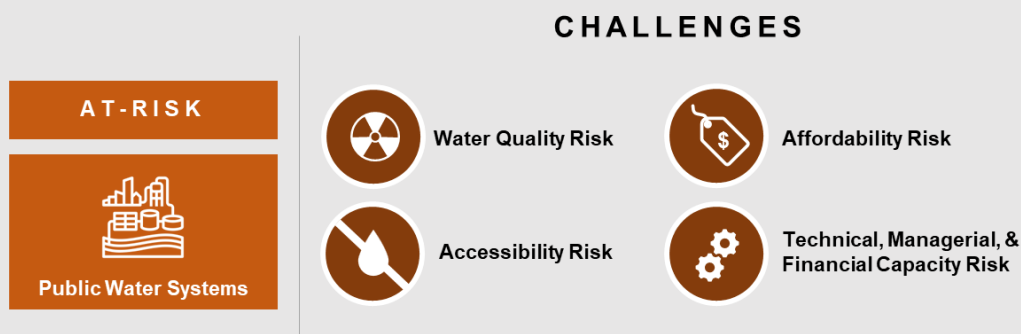 CHALLENGES
AT-RISK
Public Water Systems
Water Quality Risk
$
Affordability Risk
Accessibility Risk
Technical, Managerial, &
Financial Capacity Risk